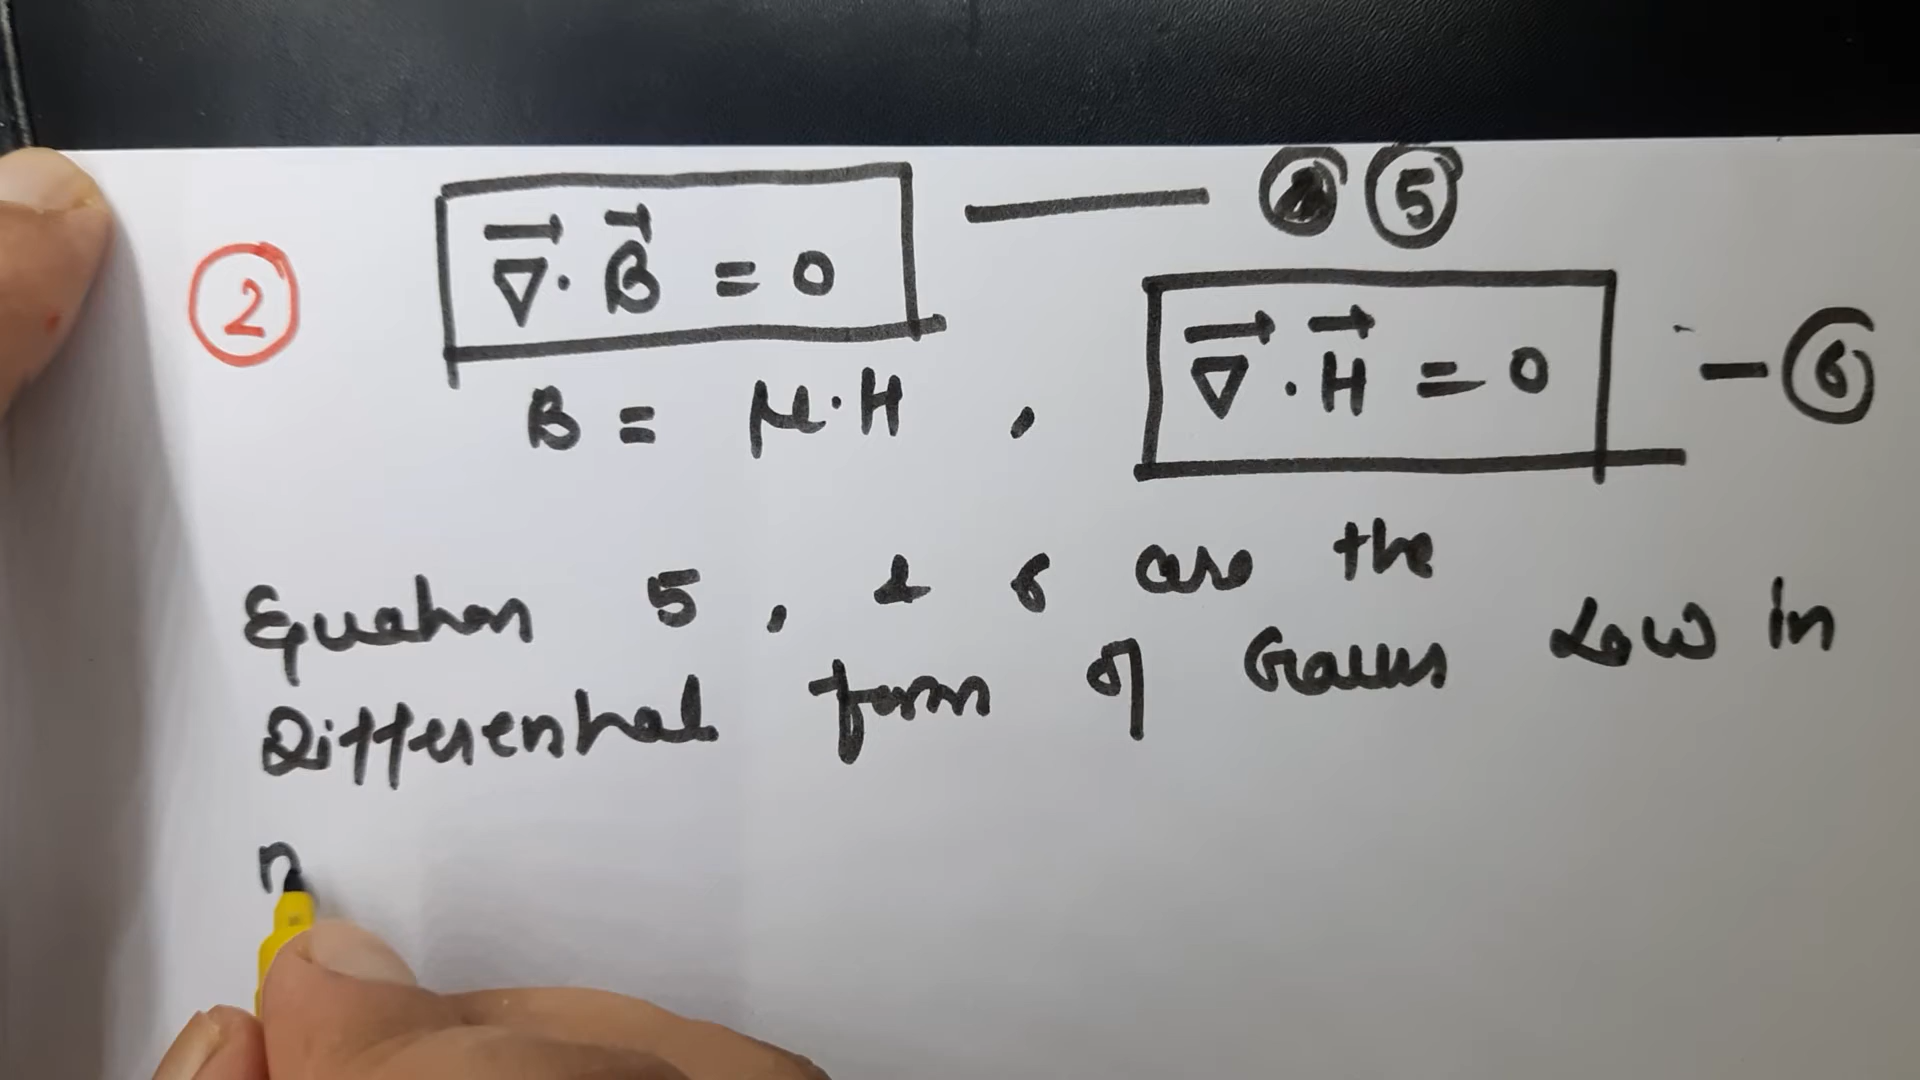 ② ∇⃗ · B⃗ = 0 —— ⑤
B = μ·H , ∇⃗ · H⃗ = 0 — ⑥
Equation 5 , & 6 are the
Differential form of Gauss Law in